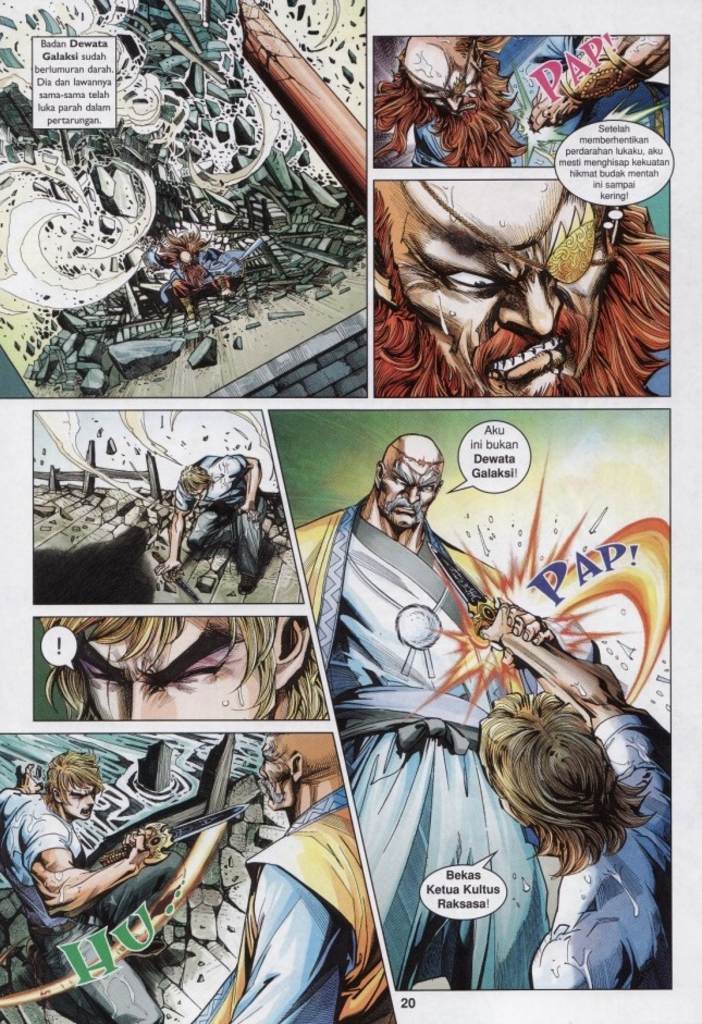 Badan Dewata
Galaksi sudah
berlumuran darah.
Dia dan lawannya
sama-sama telah
luka parah dalam
pertarungan.
PAP!
Setelah
memberhentikan
perdarahan lukaku, aku
mesti menghisap kekuatan
hikmat budak mentah
ini sampai
kering!
!
HU...!
Aku
ini bukan
Dewata
Galaksi!
PAP!
Bekas
Ketua Kultus
Raksasa!
20